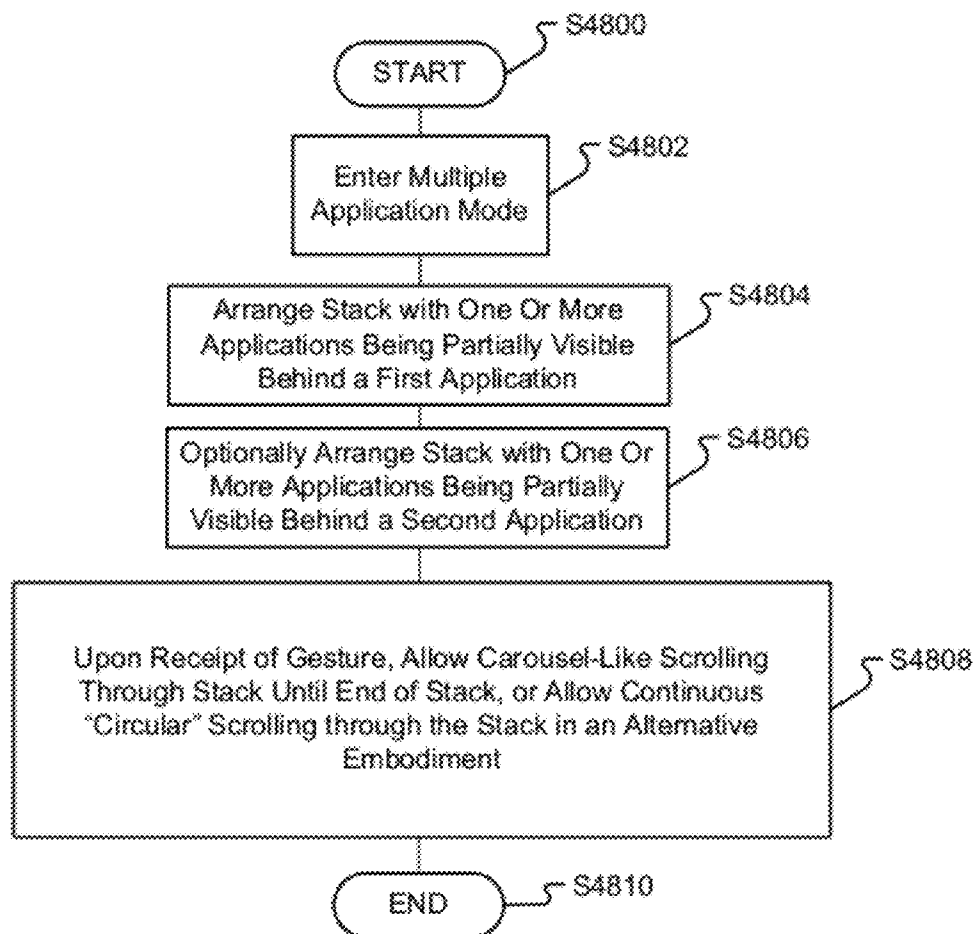 S4800
START
S4802
Enter Multiple
Application Mode
S4804
Arrange Stack with One Or More
Applications Being Partially Visible
Behind a First Application
S4806
Optionally Arrange Stack with One Or
More Applications Being Partially
Visible Behind a Second Application
Upon Receipt of Gesture, Allow Carousel-Like Scrolling
Through Stack Until End of Stack, or Allow Continuous
“Circular” Scrolling through the Stack in an Alternative
Embodiment
S4808
END
S4810